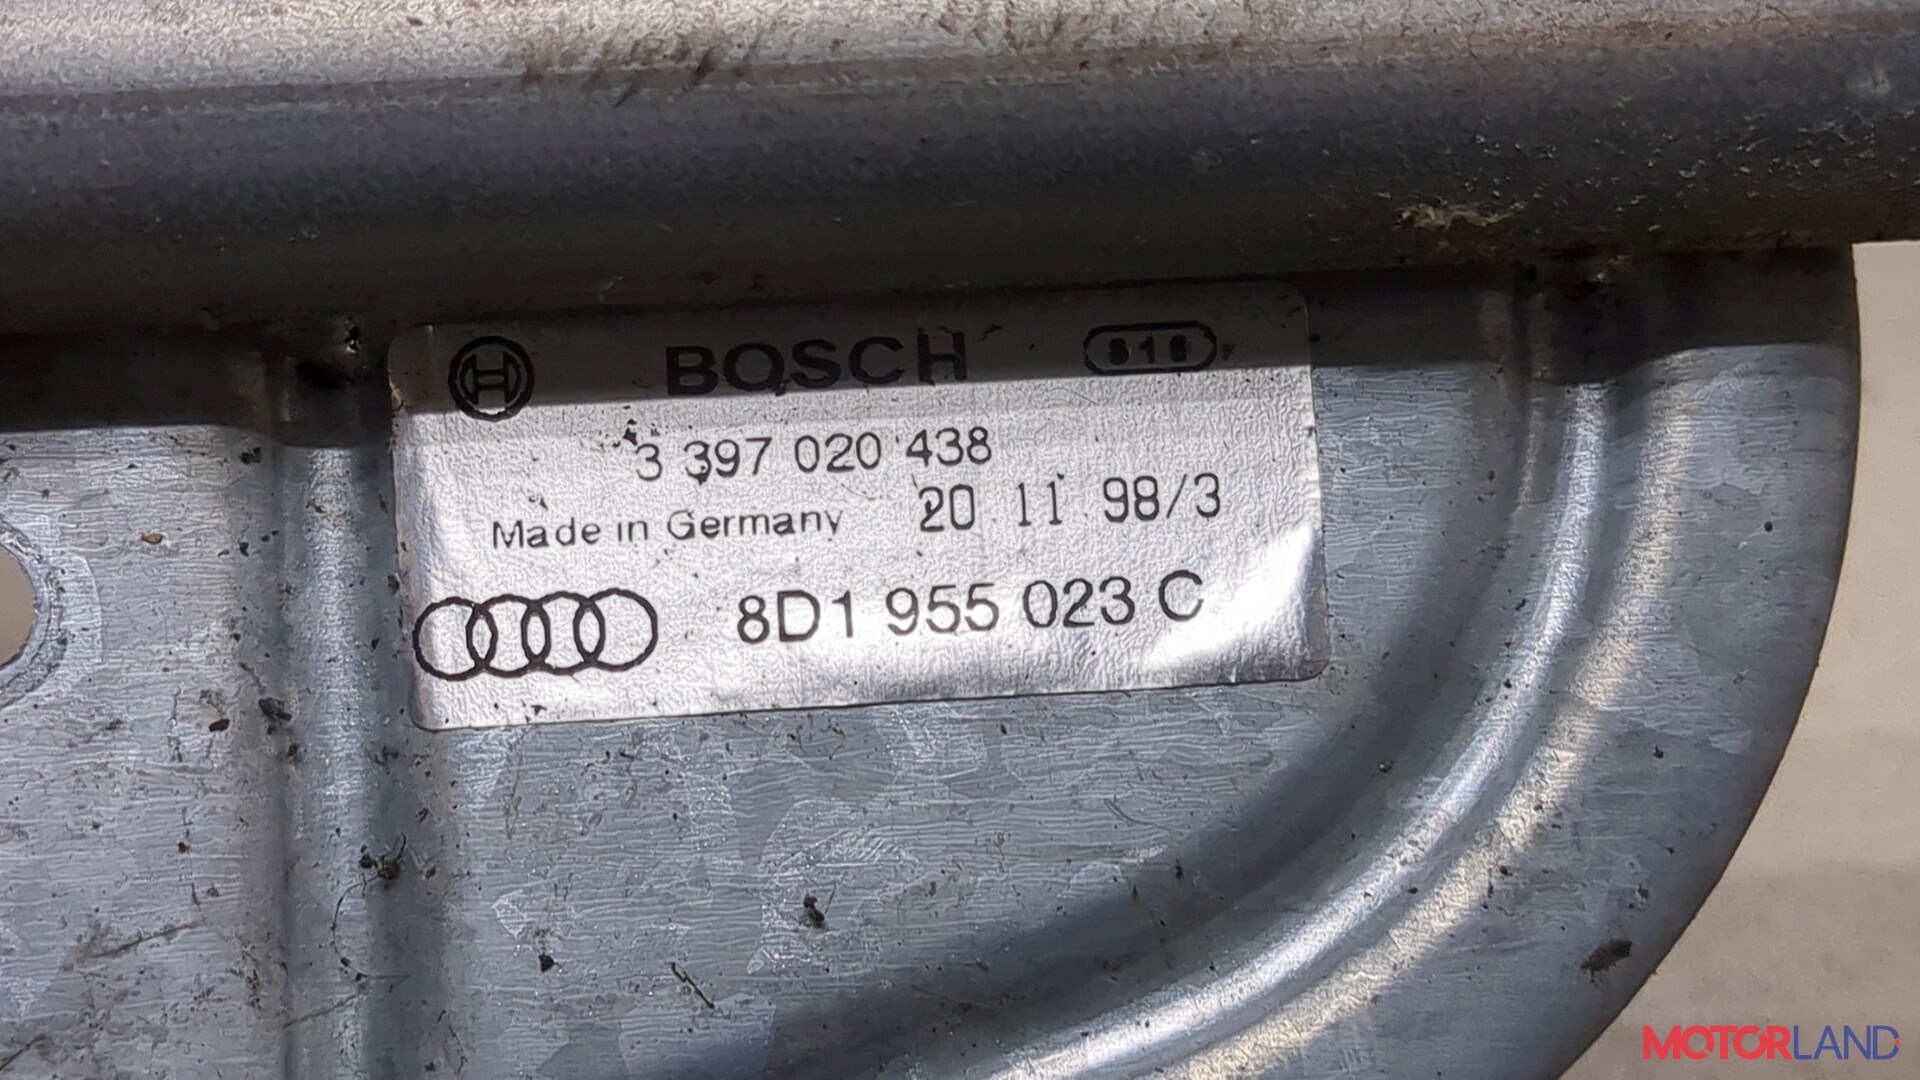 BOSCH
3 397 020 438
Made in Germany 20 11 98/3
8D1 955 023 C
MOTORLAND